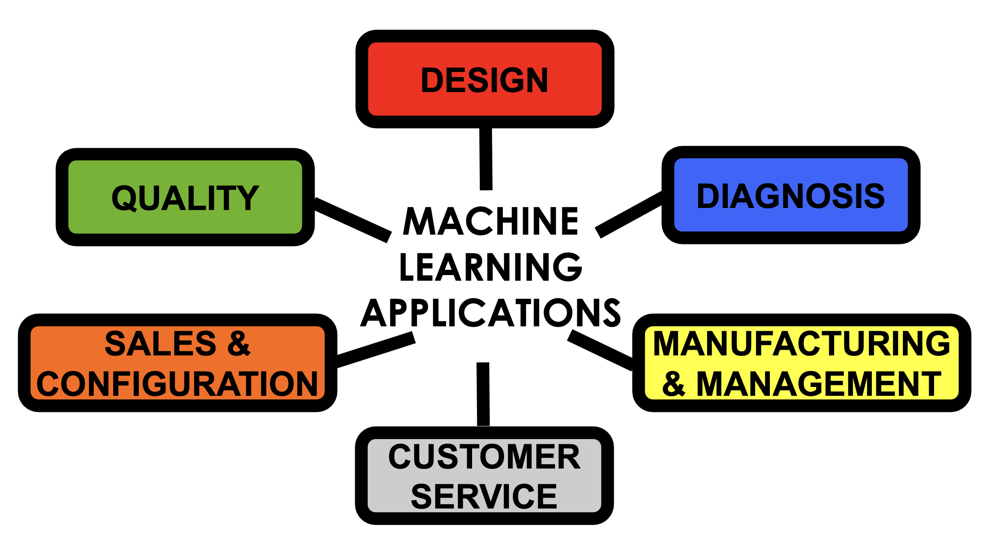 DESIGN
QUALITY
DIAGNOSIS
MACHINE
LEARNING
APPLICATIONS
SALES &
CONFIGURATION
MANUFACTURING
& MANAGEMENT
CUSTOMER
SERVICE